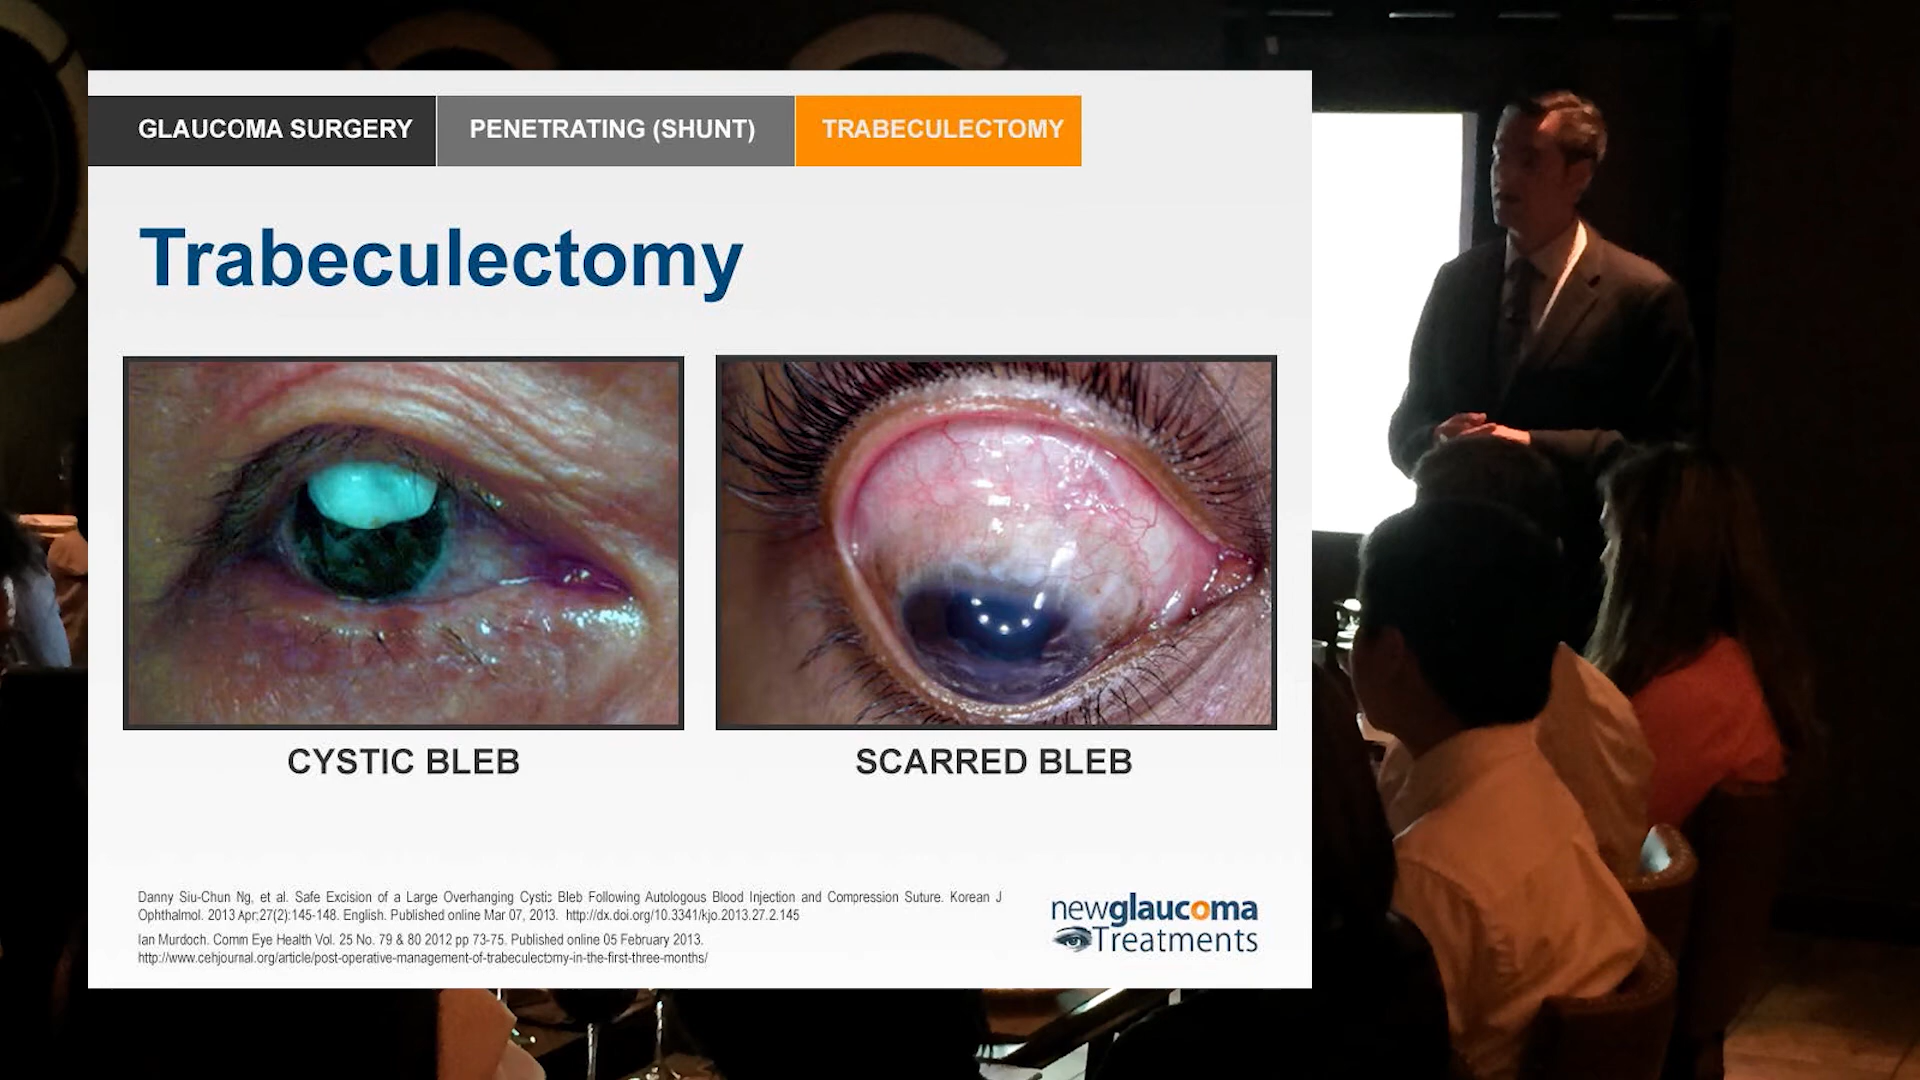 GLAUCOMA SURGERY
PENETRATING (SHUNT)
TRABECULECTOMY
Trabeculectomy
CYSTIC BLEB
SCARRED BLEB
Danny Siu-Chun Ng, et al. Safe Excision of a Large Overhanging Cystic Bleb Following Autologous Blood Injection and Compression Suture. Korean J
Ophthalmol. 2013 Apr;27(2):145-148. English. Published online Mar 07, 2013. http://dx.doi.org/10.3341/kjo.2013.27.2.145
Ian Murdoch. Comm Eye Health Vol. 25 No. 79 & 80 2012 pp 73-75. Published online 05 February 2013.
http://www.cehjournal.org/article/post-operative-management-of-trabeculectomy-in-the-first-three-months/
newglaucoma
Treatments